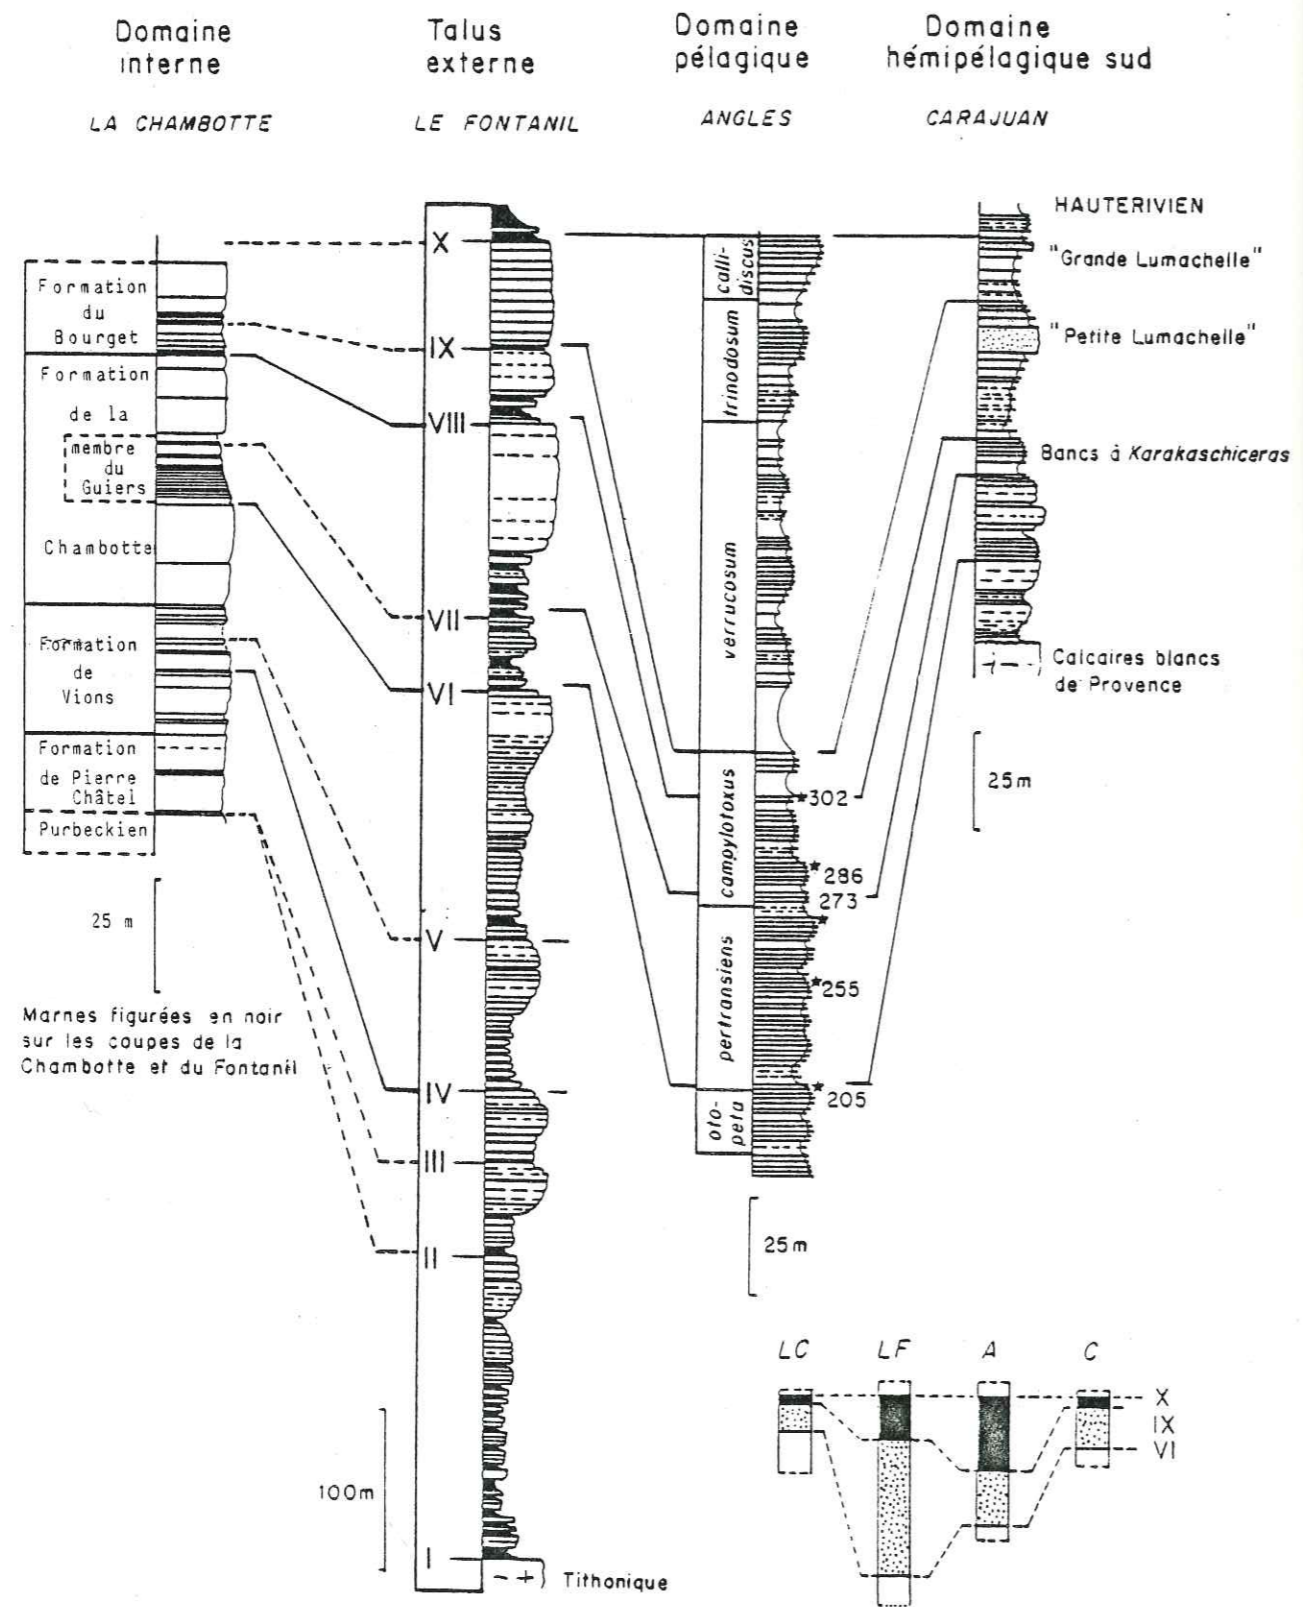 Domaine
interne
Talus
externe
Domaine
pélagique
Domaine
hémipélagique sud
LA CHAMBOTTE
LE FONTANIL
ANGLES
CARAJUAN
HAUTERIVIEN
"Grande Lumachelle"
"Petite Lumachelle"
Bancs à Karakaschiceras
Calcaires blancs
de Provence
25m
Formation
du
Bourget
Formation
de la
membre
du
Guiers
Chambotte
Formation
de
Vions
Formation
de Pierre
Châtel
Purbeckien
25 m
Marnes figurées en noir
sur les coupes de la
Chambotte et du Fontanil
X
IX
VIII
VII
VI
V
IV
III
II
I
100m
Tithonique
calli-
discus
trinodosum
verrucosum
campylotoxus
pertransiens
oto-
peta
302
286
273
255
205
25m
LC
LF
A
C
X
IX
VI